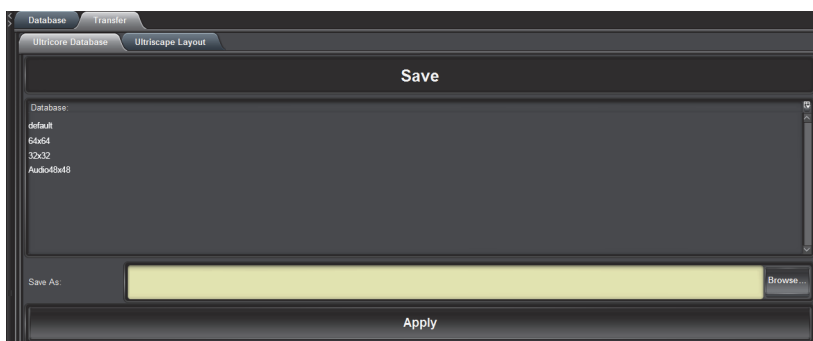 Database Transfer
Ultricore Database Ultriscape Layout
Save
Database:
default
64x64
32x32
Audio48x48
Save As: Browse...
Apply